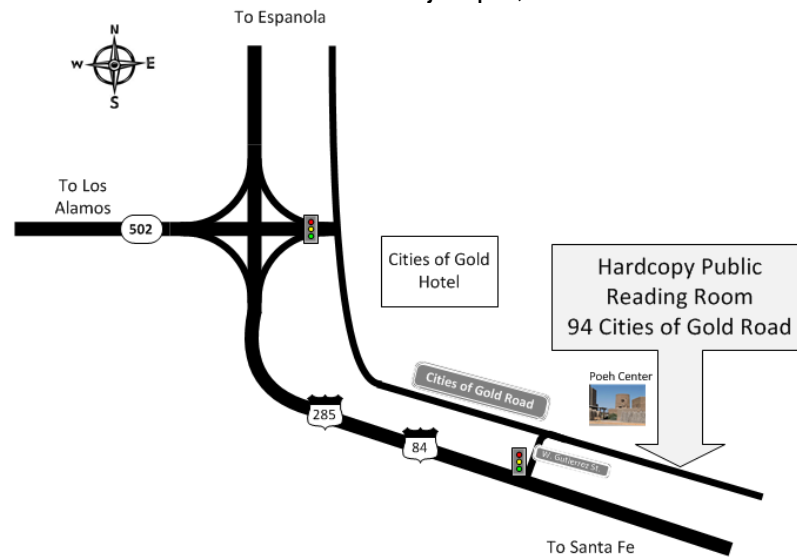 To Espanola
N
W E
S
To Los
Alamos
502
Cities of Gold
Hotel
Hardcopy Public
Reading Room
94 Cities of Gold Road
Poeh Center
Cities of Gold Road
285
84
W. Gutierrez St.
To Santa Fe